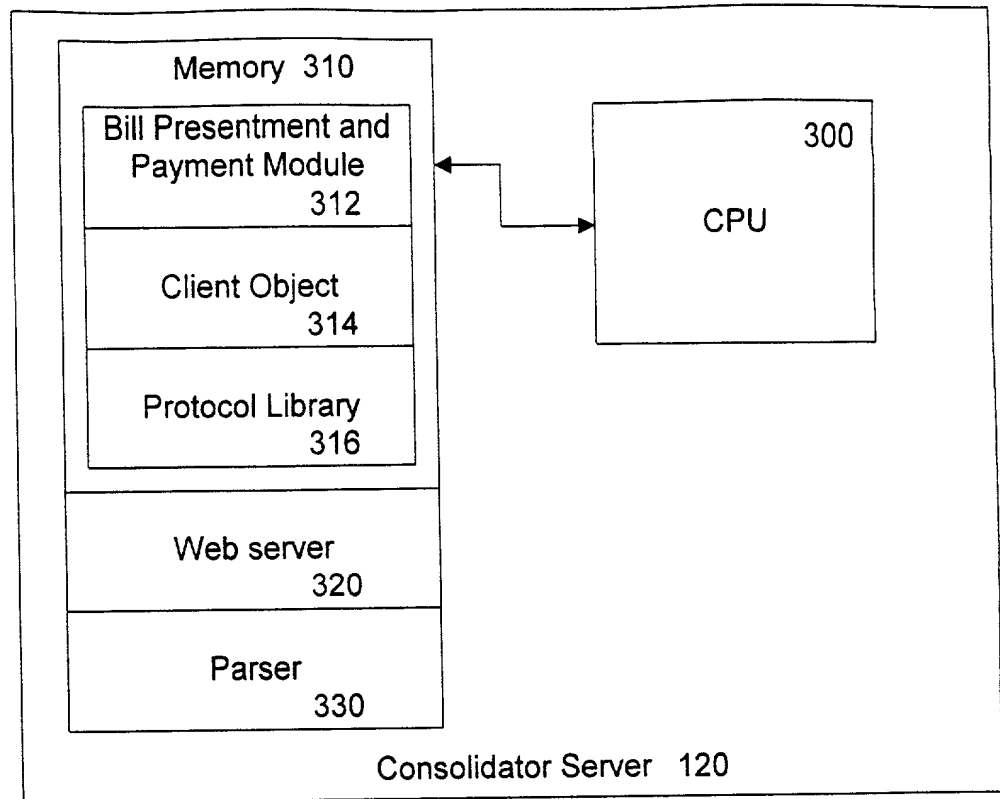 Memory 310
Bill Presentment and
Payment Module
312
Client Object
314
Protocol Library
316
Web server
320
Parser
330
300
CPU
Consolidator Server 120